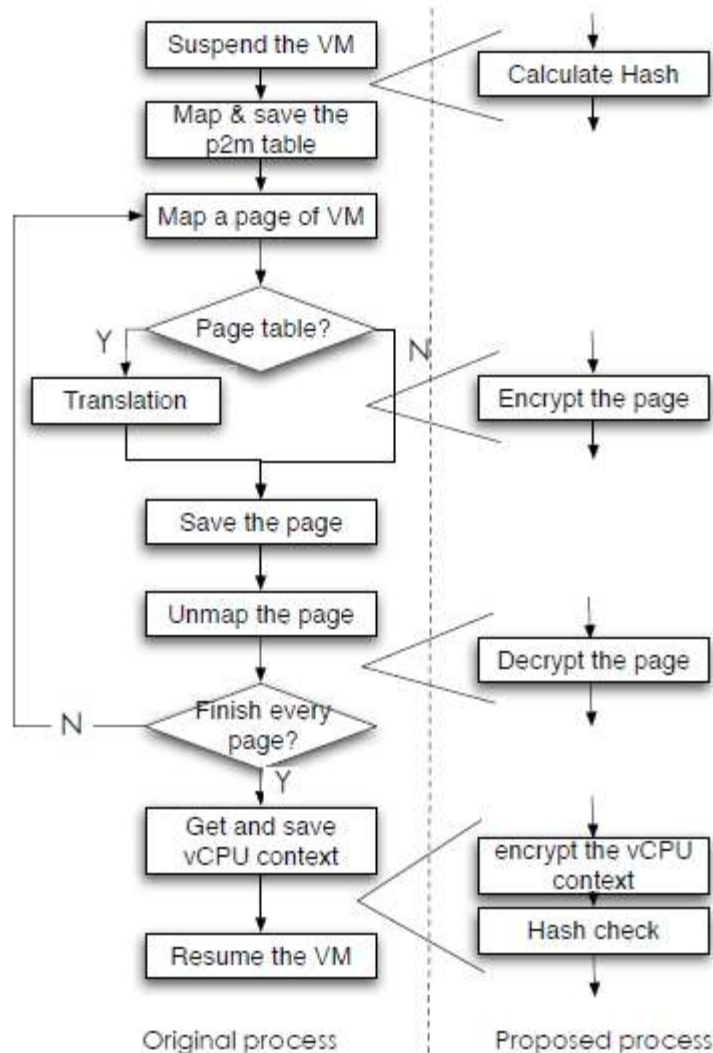 Suspend the VM
Calculate Hash
Map & save the
p2m table
Map a page of VM
Page table?
Y
N
Translation
Encrypt the page
Save the page
Unmap the page
Decrypt the page
N
Finish every
page?
Y
Get and save
vCPU context
encrypt the vCPU
context
Hash check
Resume the VM
Original process
Proposed process